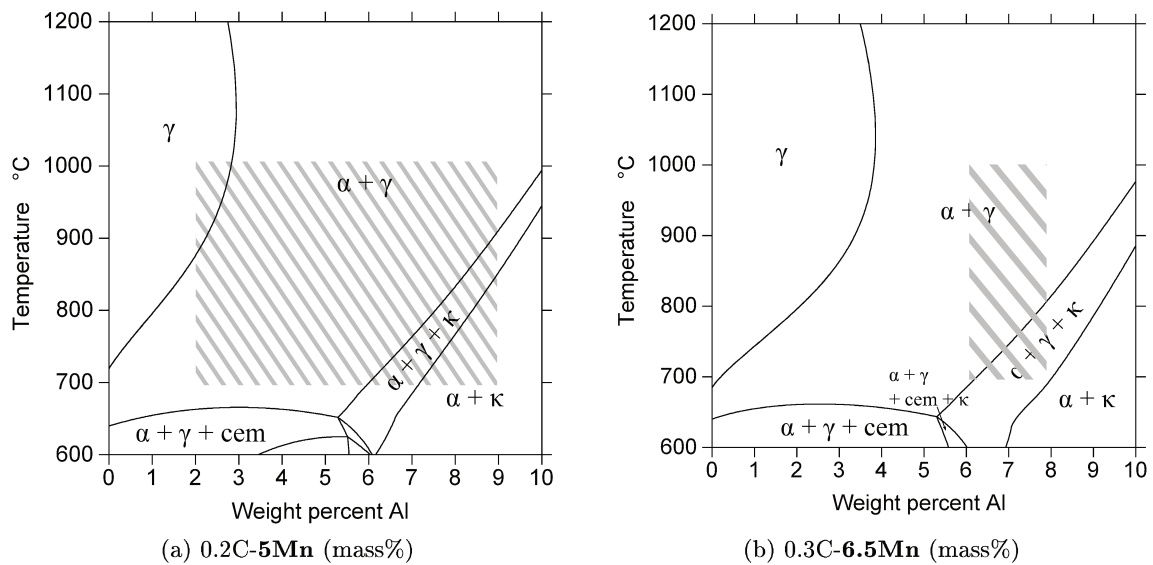 1200
1100
1000
900
800
700
600
Temperature °C
γ
α + γ
α + γ + κ
α + κ
α + γ + cem
0 1 2 3 4 5 6 7 8 9 10
Weight percent Al
(a) 0.2C-5Mn (mass%)
1200
1100
1000
900
800
700
600
Temperature °C
γ
α + γ
α + γ + κ
α + γ
+ cem + κ
α + κ
α + γ + cem
0 1 2 3 4 5 6 7 8 9 10
Weight percent Al
(b) 0.3C-6.5Mn (mass%)